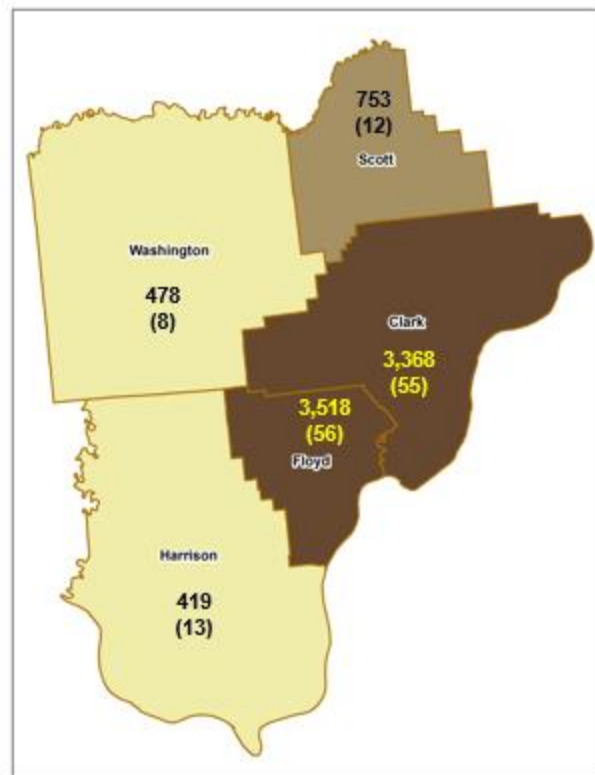 753
(12)
Scott
Washington
478
(8)
Clark
3,368
(55)
3,518
(56)
Floyd
Harrison
419
(13)